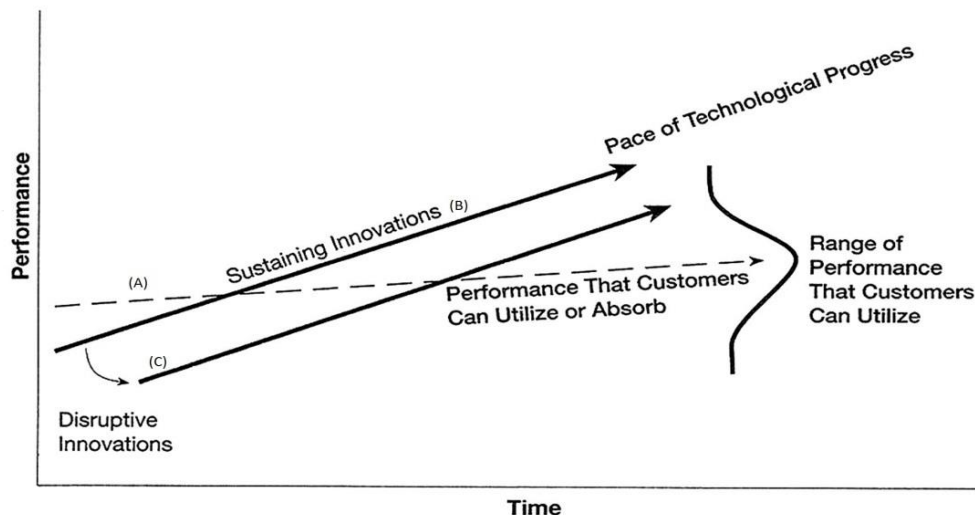 Performance
Pace of Technological Progress
Sustaining Innovations (B)
(A)
Performance That Customers
Can Utilize or Absorb
Range of
Performance
That Customers
Can Utilize
(C)
Disruptive
Innovations
Time